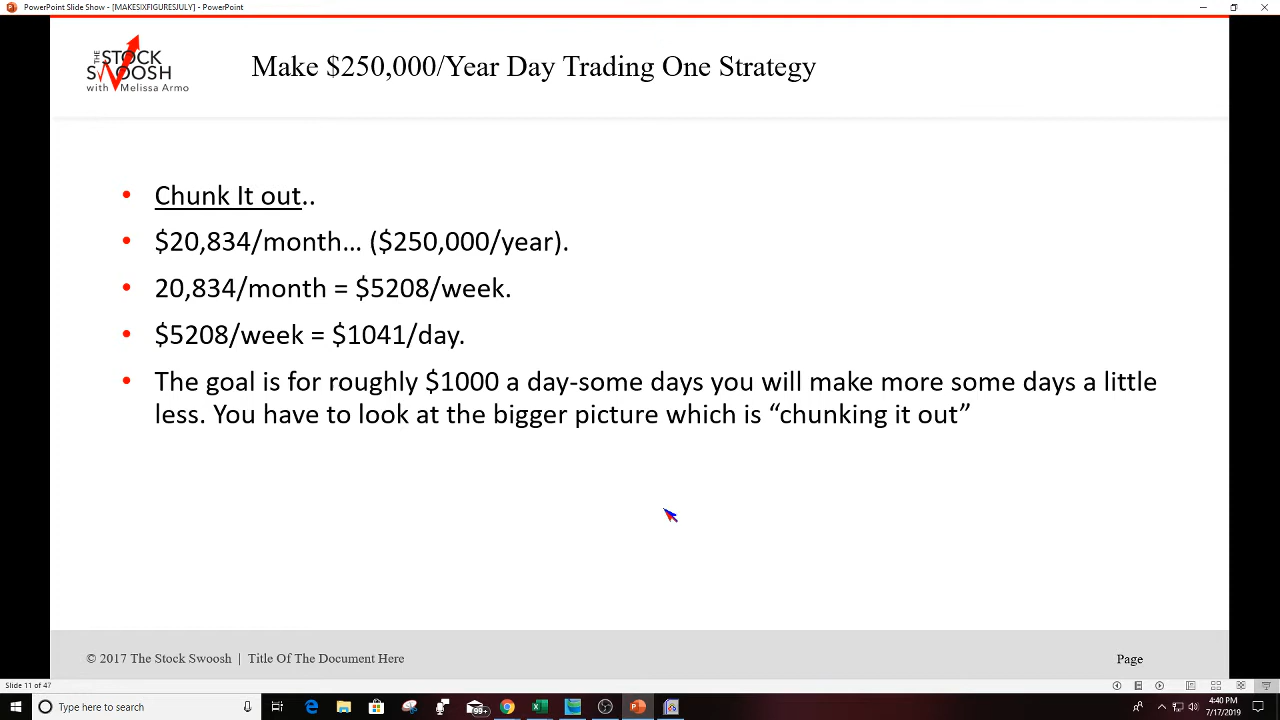 PowerPoint Slide Show - [MAKESIXFIGURESJULY] - PowerPoint
THE STOCK
SWOOSH
with Melissa Armo
Make $250,000/Year Day Trading One Strategy
• Chunk It out..
• $20,834/month... ($250,000/year).
• 20,834/month = $5208/week.
• $5208/week = $1041/day.
• The goal is for roughly $1000 a day-some days you will make more some days a little
less. You have to look at the bigger picture which is “chunking it out”
© 2017 The Stock Swoosh | Title Of The Document Here
Page
Slide 11 of 47
Type here to search
99+
4:40 PM
7/17/2019